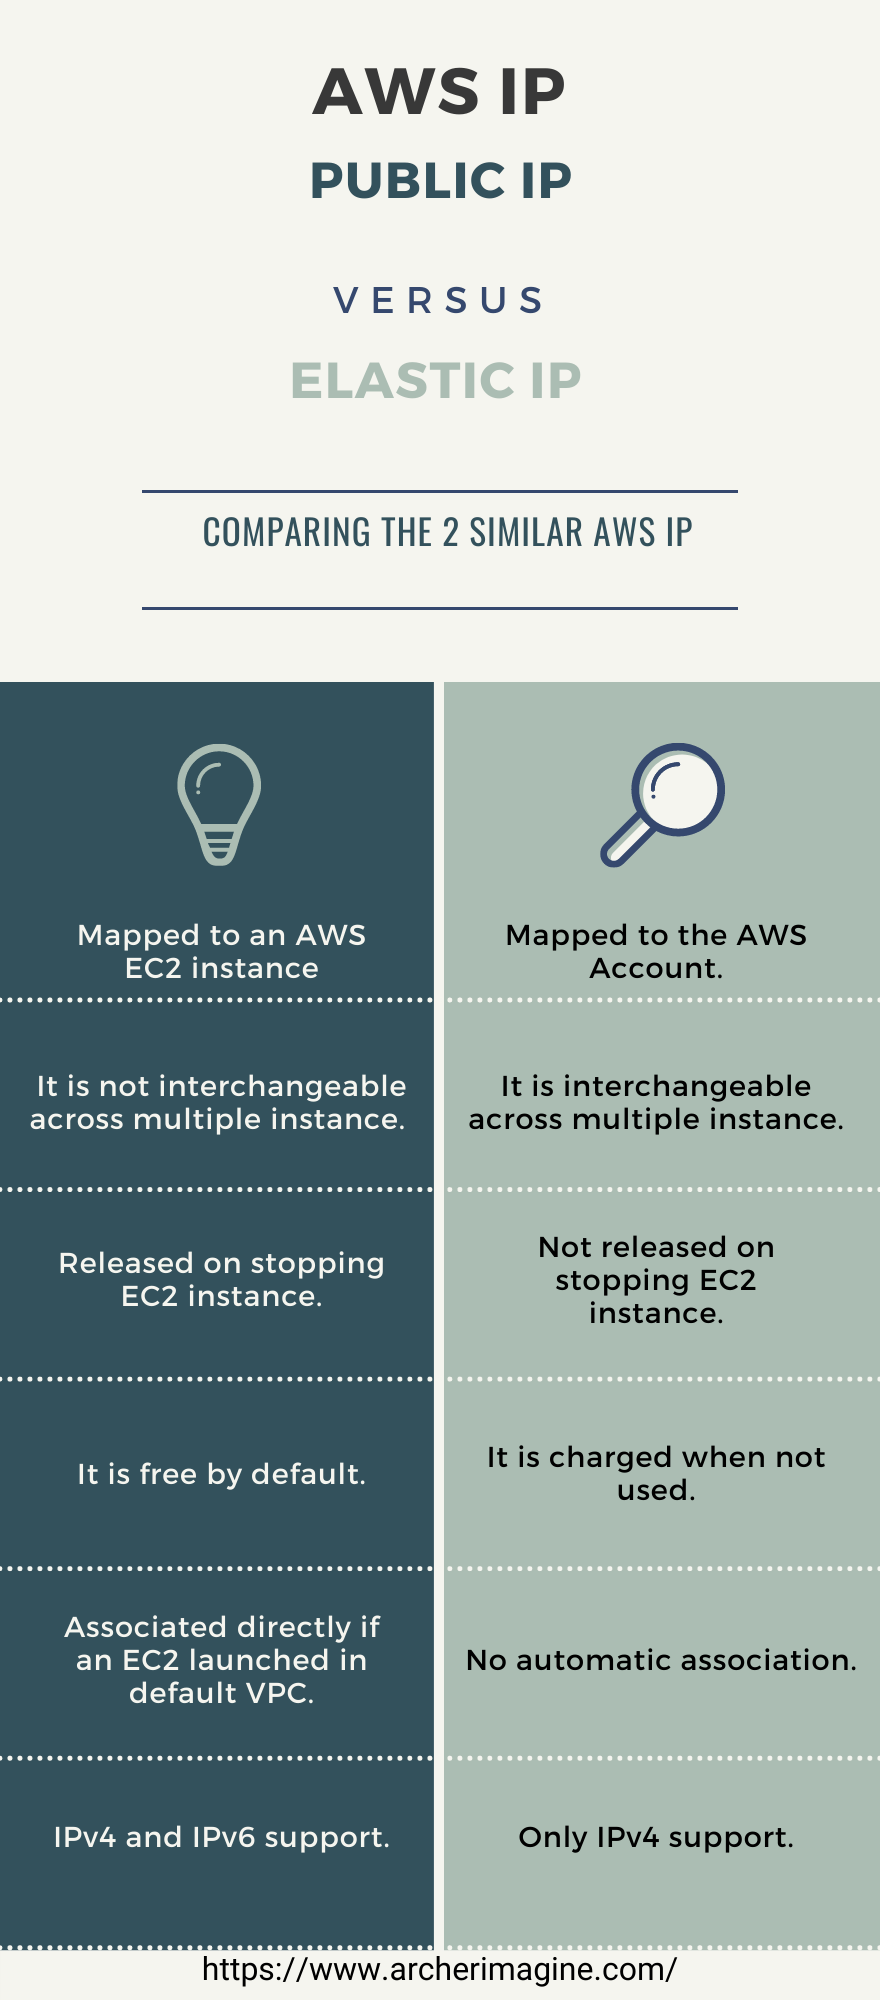 AWS IP
PUBLIC IP
VERSUS
ELASTIC IP
COMPARING THE 2 SIMILAR AWS IP
Mapped to an AWS
EC2 instance
Mapped to the AWS
Account.
It is not interchangeable
across multiple instance.
It is interchangeable
across multiple instance.
Released on stopping
EC2 instance.
Not released on
stopping EC2
instance.
It is free by default.
It is charged when not
used.
Associated directly if
an EC2 launched in
default VPC.
No automatic association.
IPv4 and IPv6 support.
Only IPv4 support.
https://www.archerimagine.com/